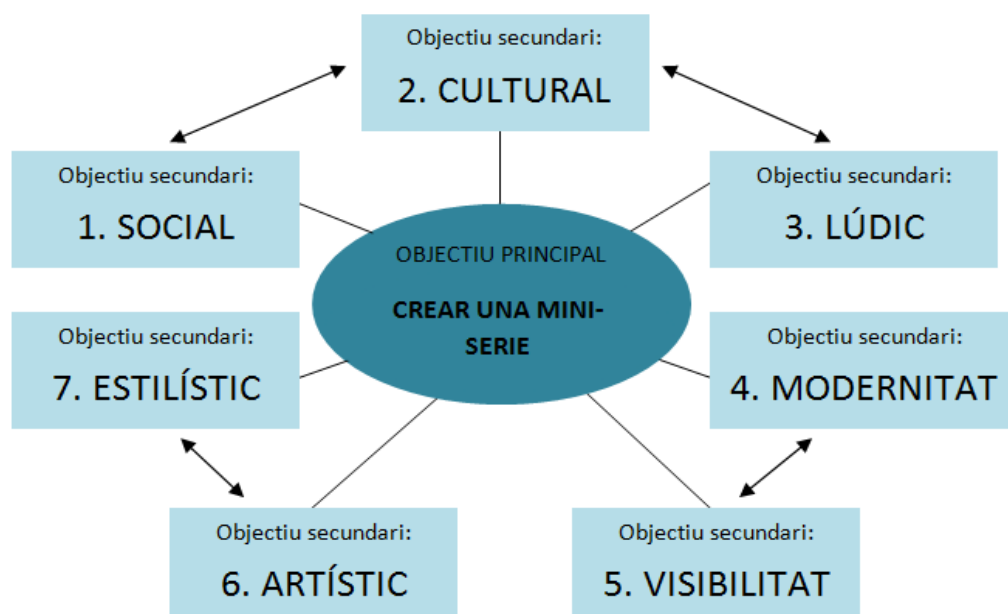 Objectiu secundari:
2. CULTURAL
Objectiu secundari:
1. SOCIAL
Objectiu secundari:
3. LÚDIC
OBJECTIU PRINCIPAL
CREAR UNA MINI-
SERIE
Objectiu secundari:
7. ESTILÍSTIC
Objectiu secundari:
4. MODERNITAT
Objectiu secundari:
6. ARTÍSTIC
Objectiu secundari:
5. VISIBILITAT